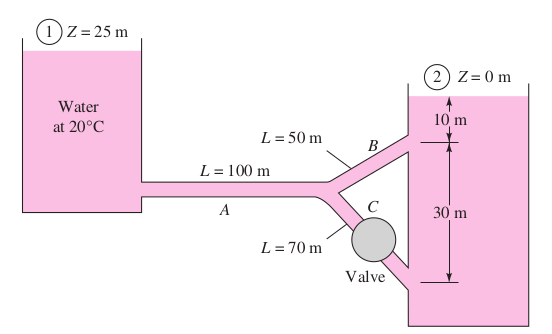 1 Z = 25 m
2 Z = 0 m
Water
at 20°C
10 m
L = 50 m
B
L = 100 m
A
C
30 m
L = 70 m
Valve